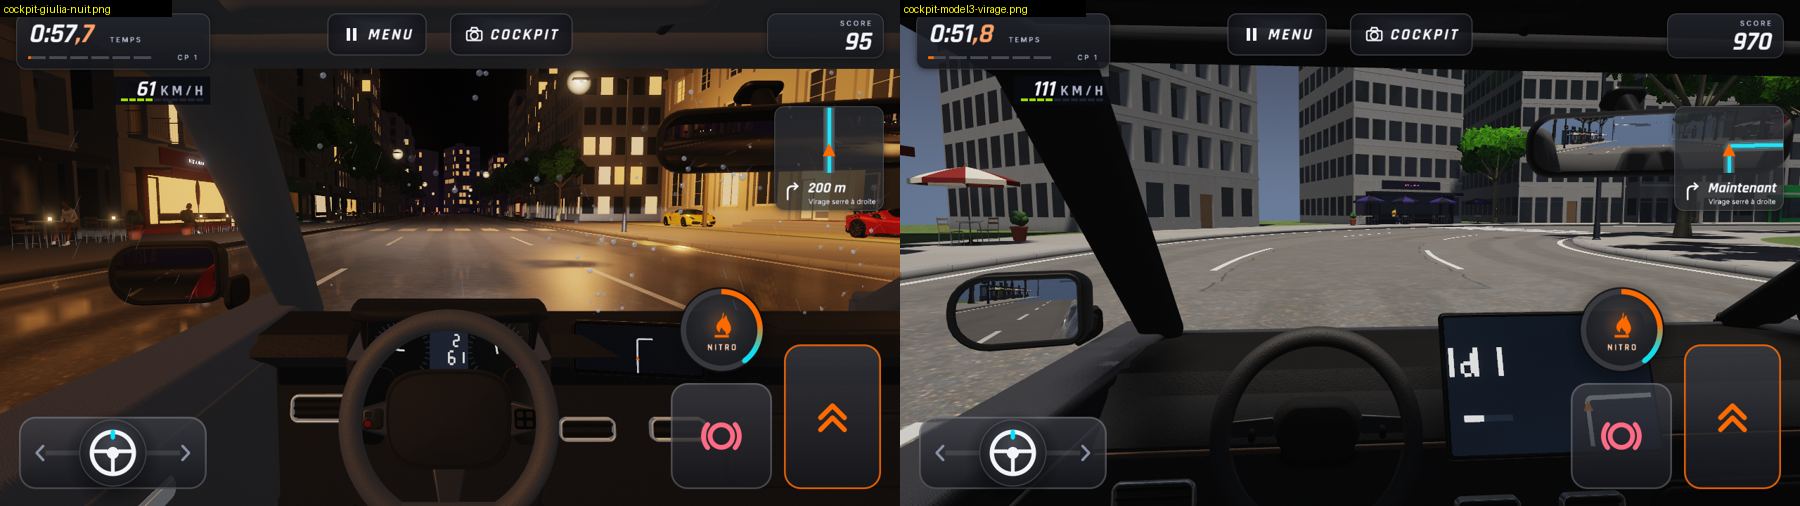 cockpit-giulia-nuit.png
0:57,7 TEMPS
CP 1
MENU
COCKPIT
SCORE
95
61 KM/H
200 m
Virage serré à droite
2
61
NITRO
cockpit-model3-virage.png
0:51,8 TEMPS
CP 1
MENU
COCKPIT
SCORE
970
111 KM/H
Maintenant
Virage serré à droite
NITRO